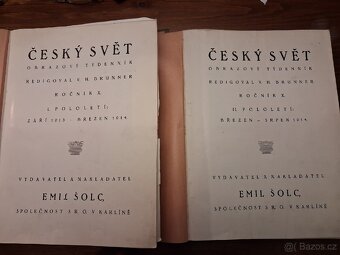 ČESKÝ SVĚT
OBRAZOVÝ TÝDENNÍK
REDIGOVAL V. H. BRUNNER
ROČNÍK X.
I. POLOLETÍ:
ZÁŘÍ 1913 - BŘEZEN 1914.
VYDAVATEL A NAKLADATEL
EMIL ŠOLC,
SPOLEČNOST S R. O. V KARLÍNĚ
ČESKÝ SVĚT
OBRAZOVÝ TÝDENNÍK
REDIGOVAL V. H. BRUNNER
ROČNÍK X.
II. POLOLETÍ:
BŘEZEN - SRPEN 1914.
VYDAVATEL A NAKLADATEL
EMIL ŠOLC,
SPOLEČNOST S R. O. V KARLÍNĚ
Bazoš.cz